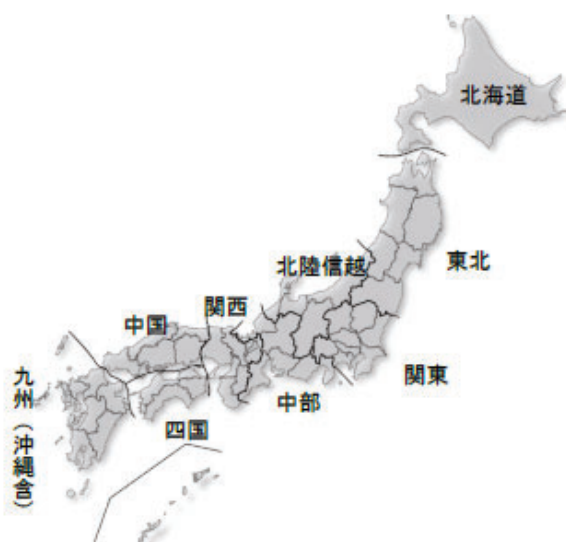 北海道
東北
北陸信越
関西
中国
関東
中部
四国
九州（沖縄含）